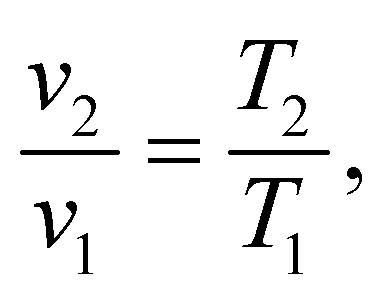 v₂/v₁ = T₂/T₁,